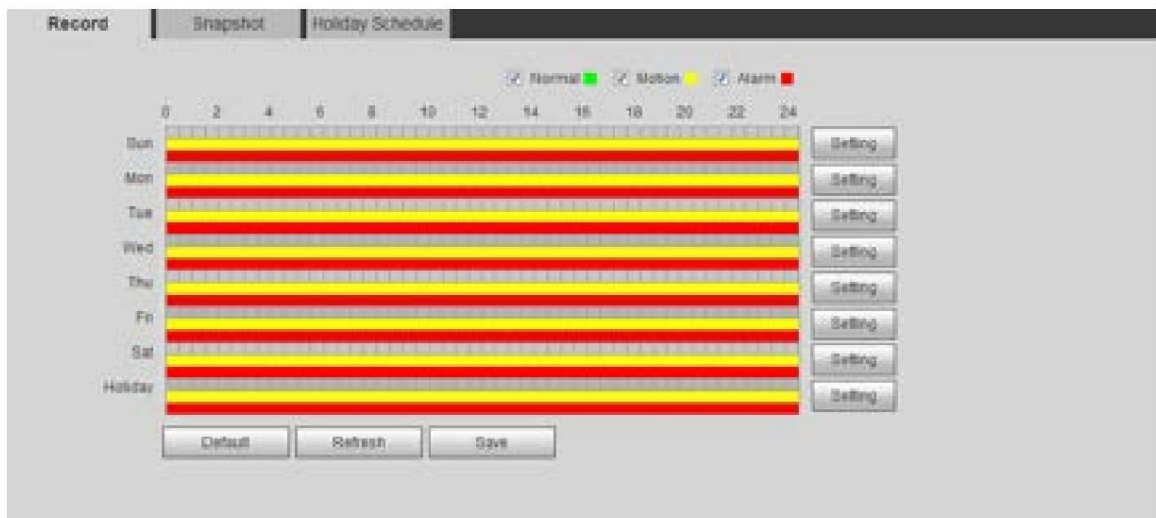 Record Snapshot Holiday Schedule
Normal Motion Alarm
0 2 4 6 8 10 12 14 16 18 20 22 24
Sun Setting
Mon Setting
Tue Setting
Wed Setting
Thu Setting
Fri Setting
Sat Setting
Holiday Setting
Default Refresh Save